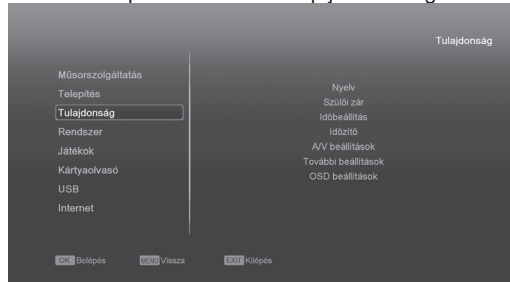 Tulajdonság
Műsorszolgáltatás
Telepítés
Tulajdonság
Rendszer
Játékok
Kártyaolvasó
USB
Internet
Nyelv
Szülői zár
Időbeállítás
Időzítő
A/V beállítások
További beállítások
OSD beállítások
OK Belépés MENU Vissza EXIT Kilépés